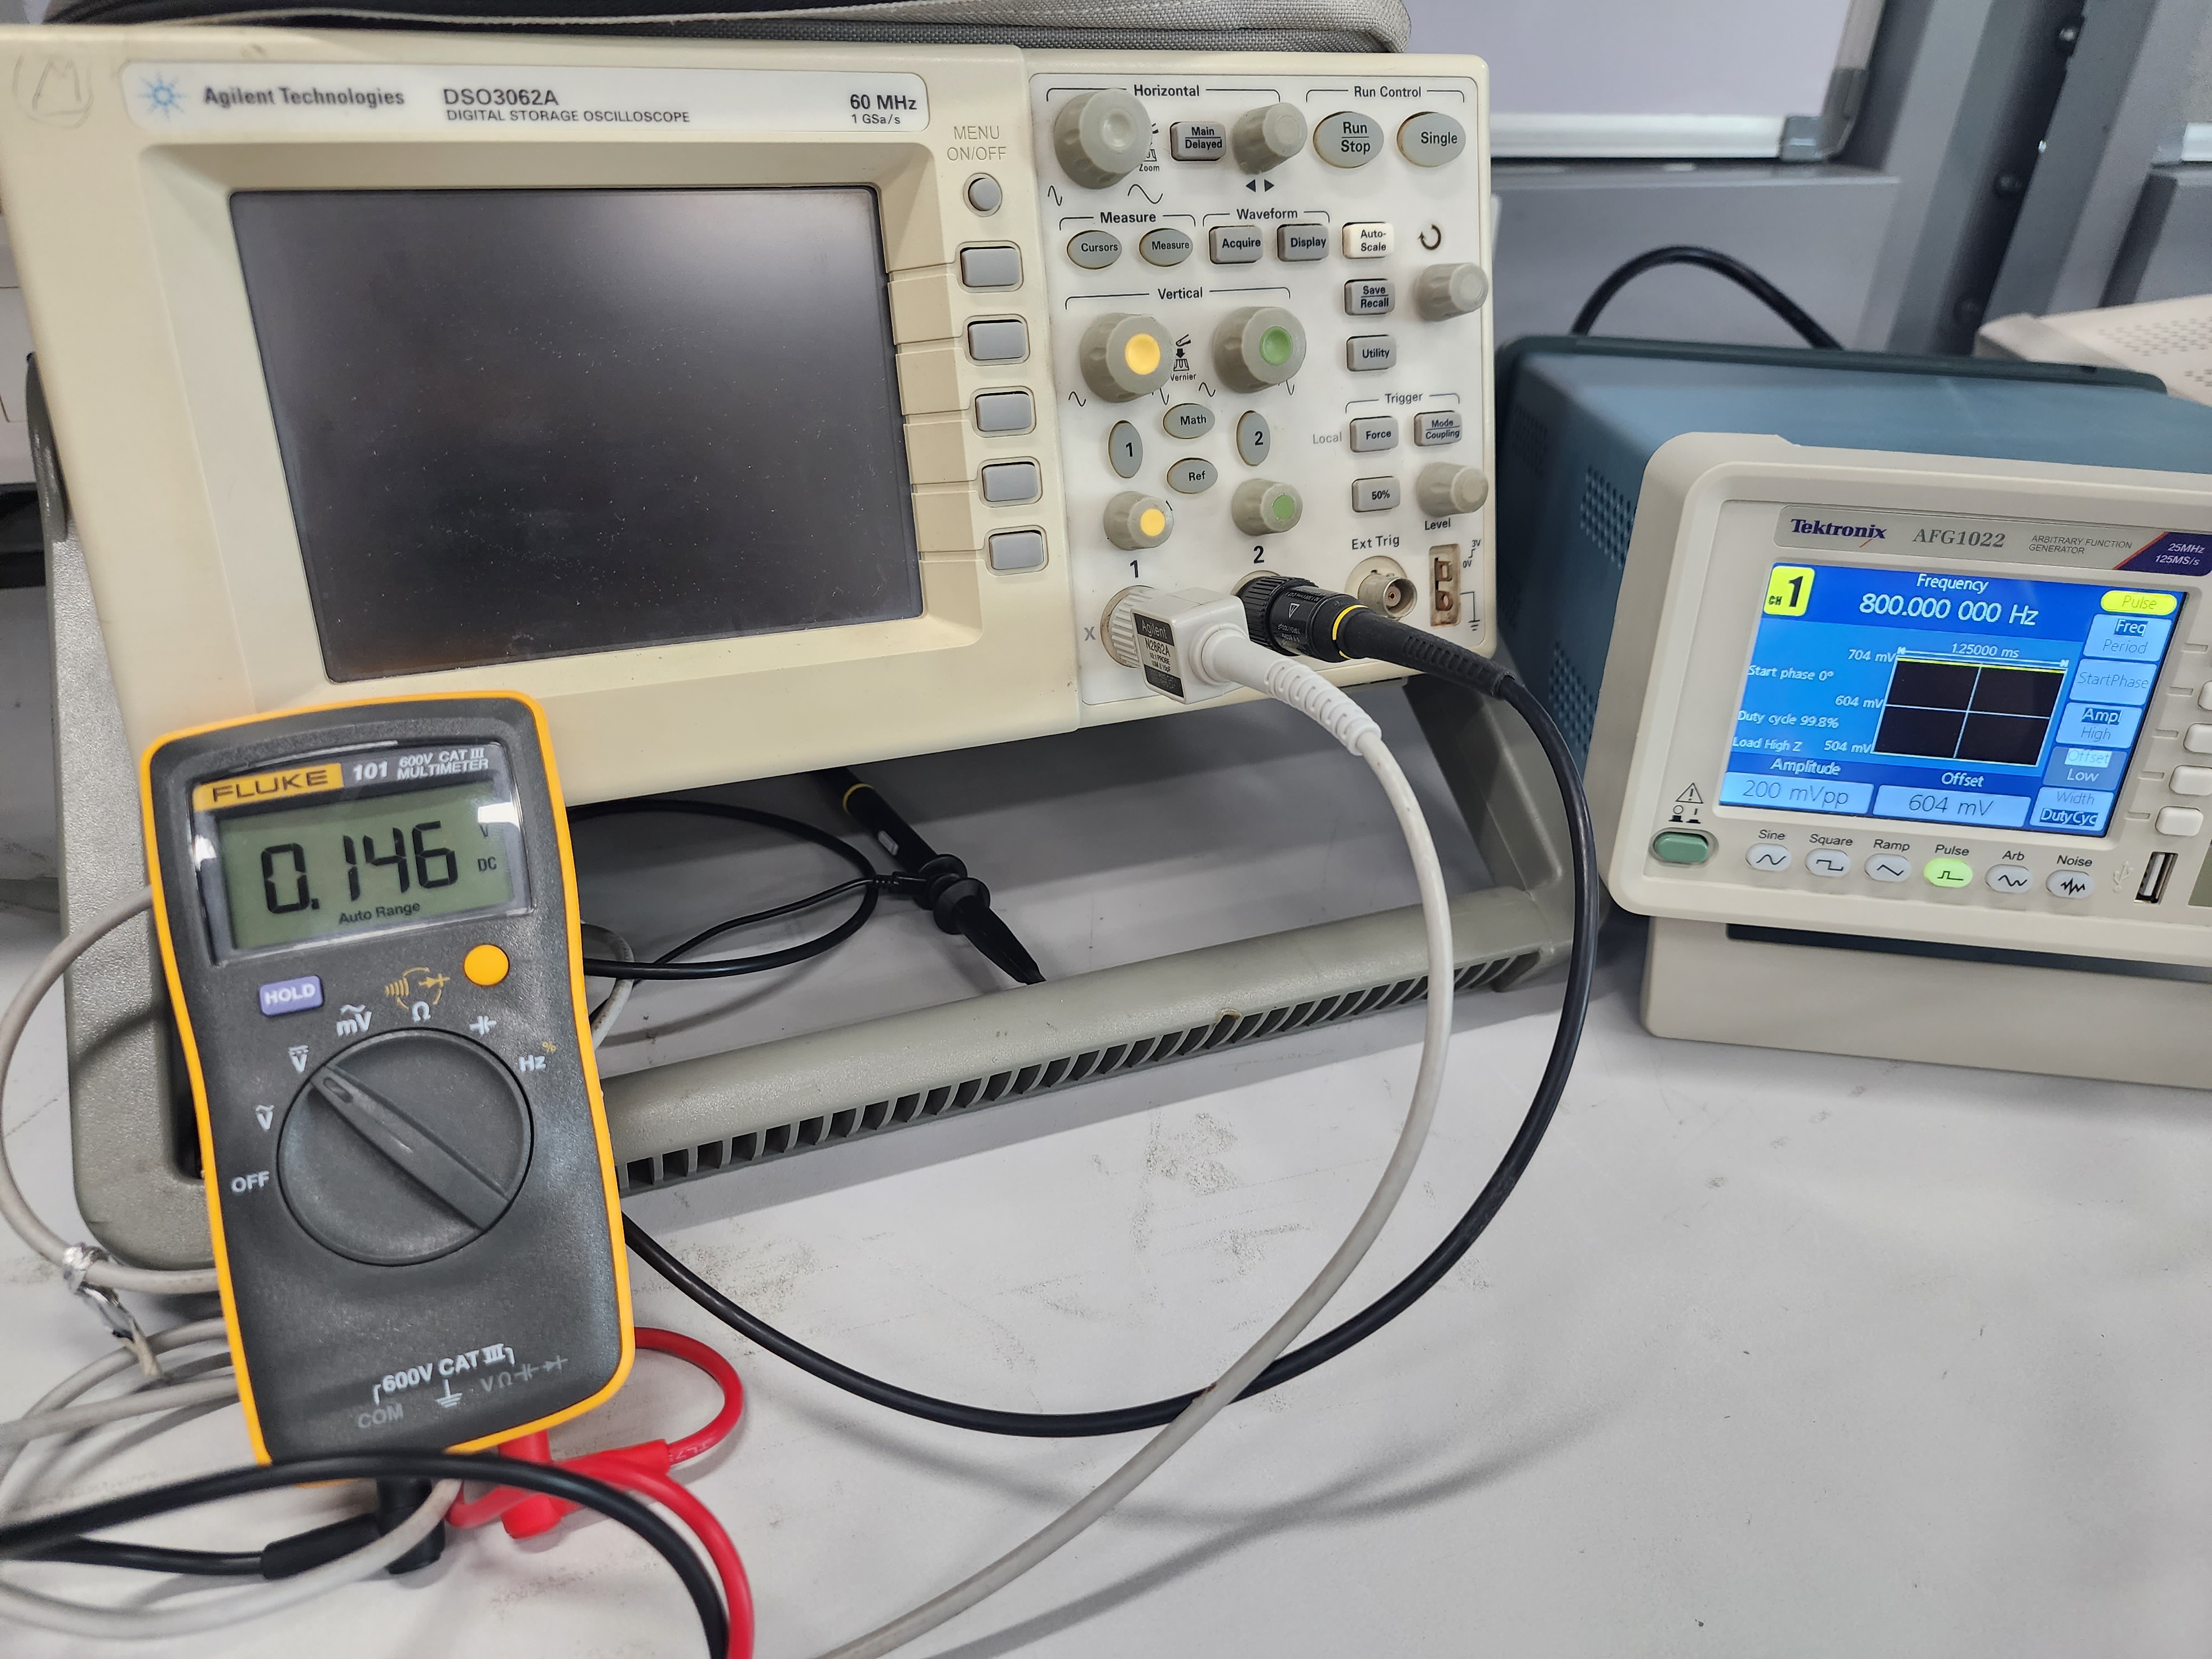 Agilent Technologies
DSO3062A
DIGITAL STORAGE OSCILLOSCOPE
60 MHz
1 GSa/s
MENU
ON/OFF
Horizontal
Main
Delayed
Zoom
Run Control
Run
Stop
Single
Measure
Cursors
Measure
Waveform
Acquire
Display
Auto-
Scale
Save
Recall
Utility
Vertical
Vernier
Math
1
2
Ref
Trigger
Local
Force
Mode
Coupling
50%
Level
1
2
Ext Trig
3V
0V
X
Agilent
N2862A
Tektronix
AFG1022
ARBITRARY FUNCTION
GENERATOR
25MHz
125MS/s
CH 1
Frequency
800.000 000 Hz
Pulse
Freq
Period
StartPhase
Amp
High
Offset
Low
Width
DutyCyc
1.25000 ms
704 mV
Start phase 0°
604 mV
Duty cycle 99.8%
Load High Z
504 mV
Amplitude
200 mVpp
Offset
604 mV
Sine
Square
Ramp
Pulse
Arb
Noise
FLUKE
101
600V CAT III
MULTIMETER
0.146
V
DC
Auto Range
HOLD
mV
Ω
V
Hz %
V
OFF
600V CAT III
COM
V Ω